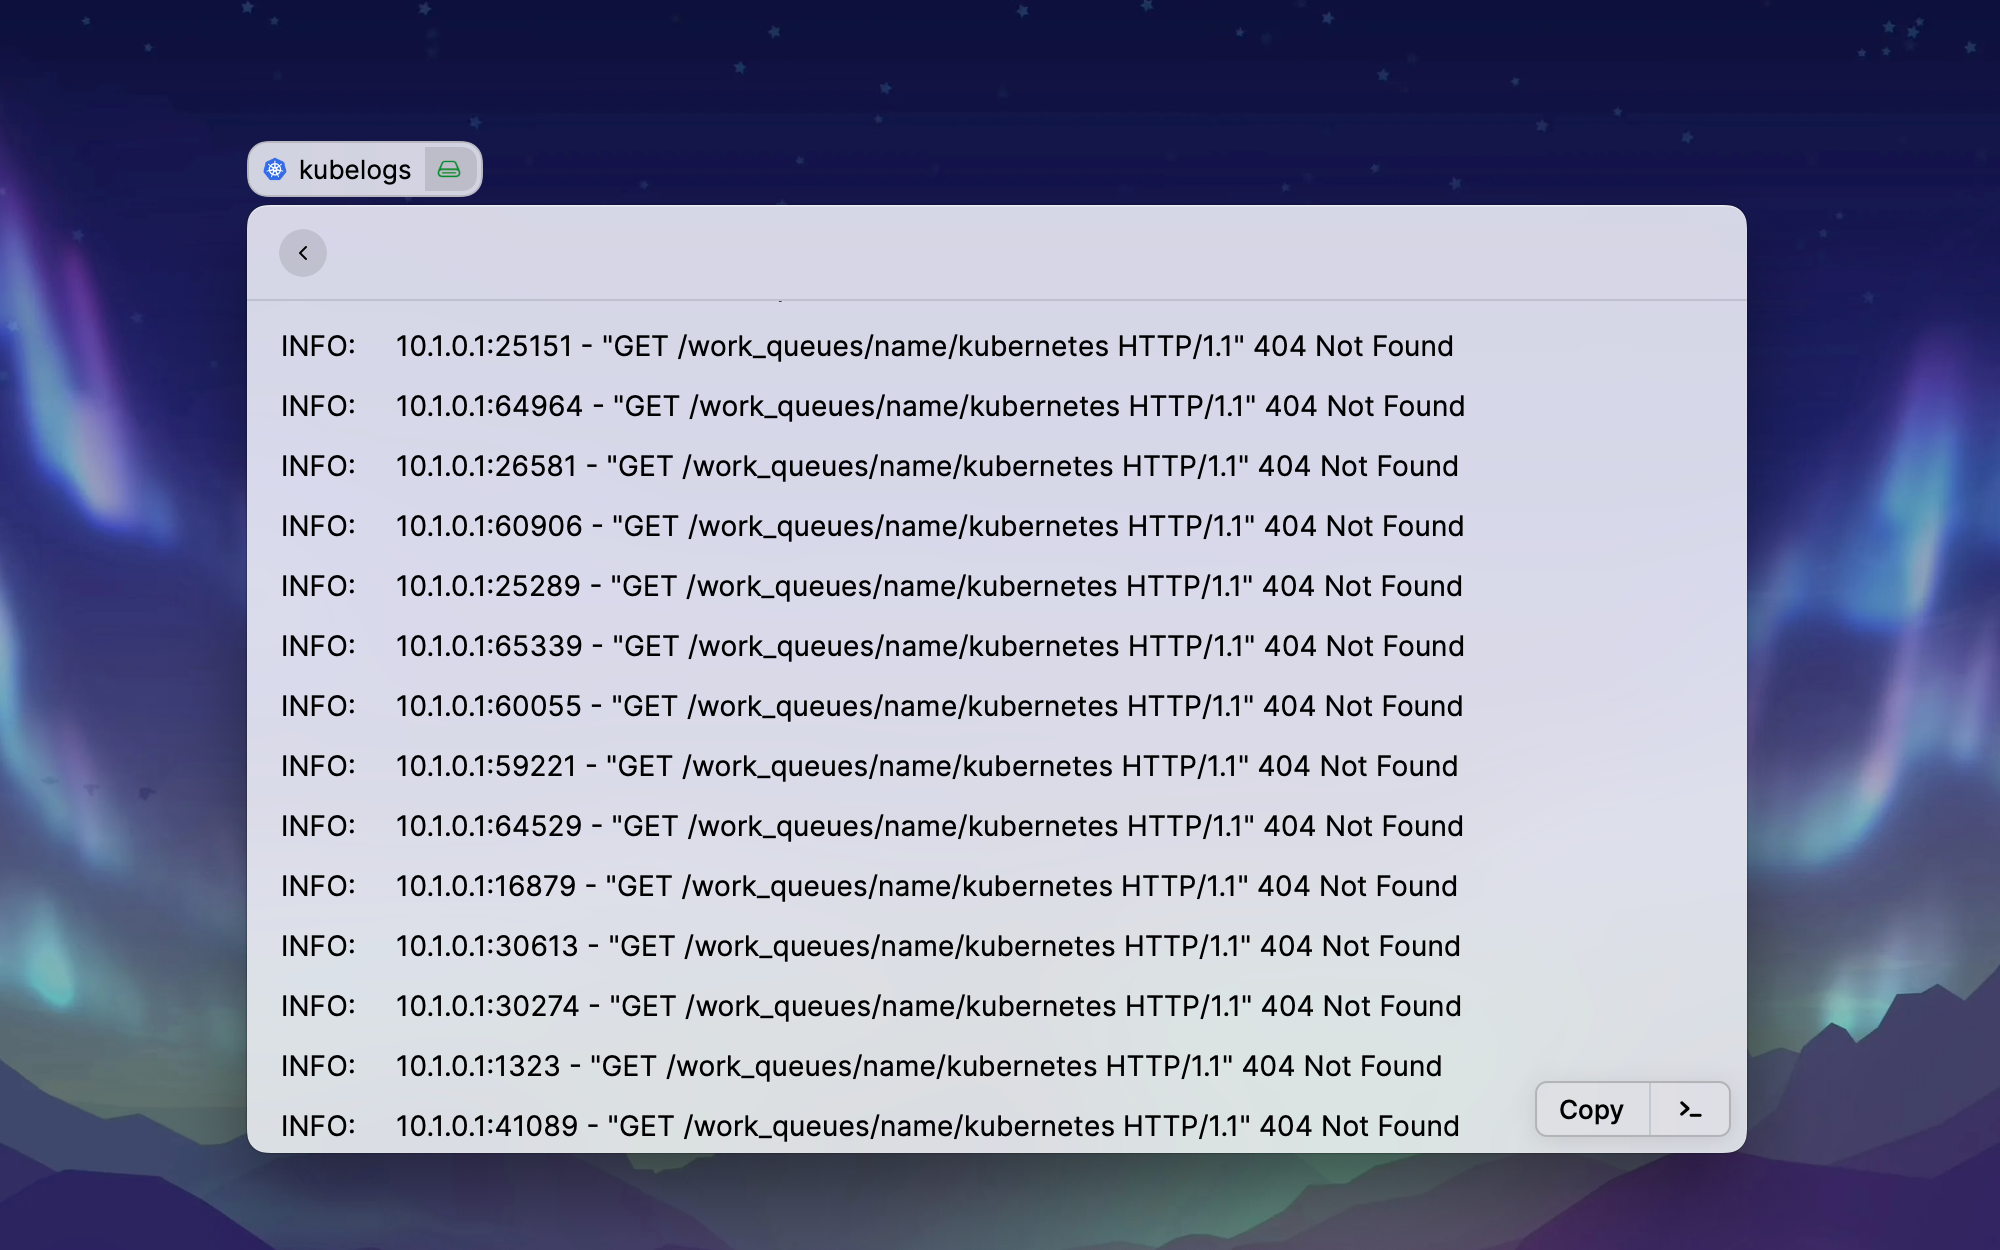 kubelogs
INFO: 10.1.0.1:25151 - "GET /work_queues/name/kubernetes HTTP/1.1" 404 Not Found
INFO: 10.1.0.1:64964 - "GET /work_queues/name/kubernetes HTTP/1.1" 404 Not Found
INFO: 10.1.0.1:26581 - "GET /work_queues/name/kubernetes HTTP/1.1" 404 Not Found
INFO: 10.1.0.1:60906 - "GET /work_queues/name/kubernetes HTTP/1.1" 404 Not Found
INFO: 10.1.0.1:25289 - "GET /work_queues/name/kubernetes HTTP/1.1" 404 Not Found
INFO: 10.1.0.1:65339 - "GET /work_queues/name/kubernetes HTTP/1.1" 404 Not Found
INFO: 10.1.0.1:60055 - "GET /work_queues/name/kubernetes HTTP/1.1" 404 Not Found
INFO: 10.1.0.1:59221 - "GET /work_queues/name/kubernetes HTTP/1.1" 404 Not Found
INFO: 10.1.0.1:64529 - "GET /work_queues/name/kubernetes HTTP/1.1" 404 Not Found
INFO: 10.1.0.1:16879 - "GET /work_queues/name/kubernetes HTTP/1.1" 404 Not Found
INFO: 10.1.0.1:30613 - "GET /work_queues/name/kubernetes HTTP/1.1" 404 Not Found
INFO: 10.1.0.1:30274 - "GET /work_queues/name/kubernetes HTTP/1.1" 404 Not Found
INFO: 10.1.0.1:1323 - "GET /work_queues/name/kubernetes HTTP/1.1" 404 Not Found
INFO: 10.1.0.1:41089 - "GET /work_queues/name/kubernetes HTTP/1.1" 404 Not Found
Copy